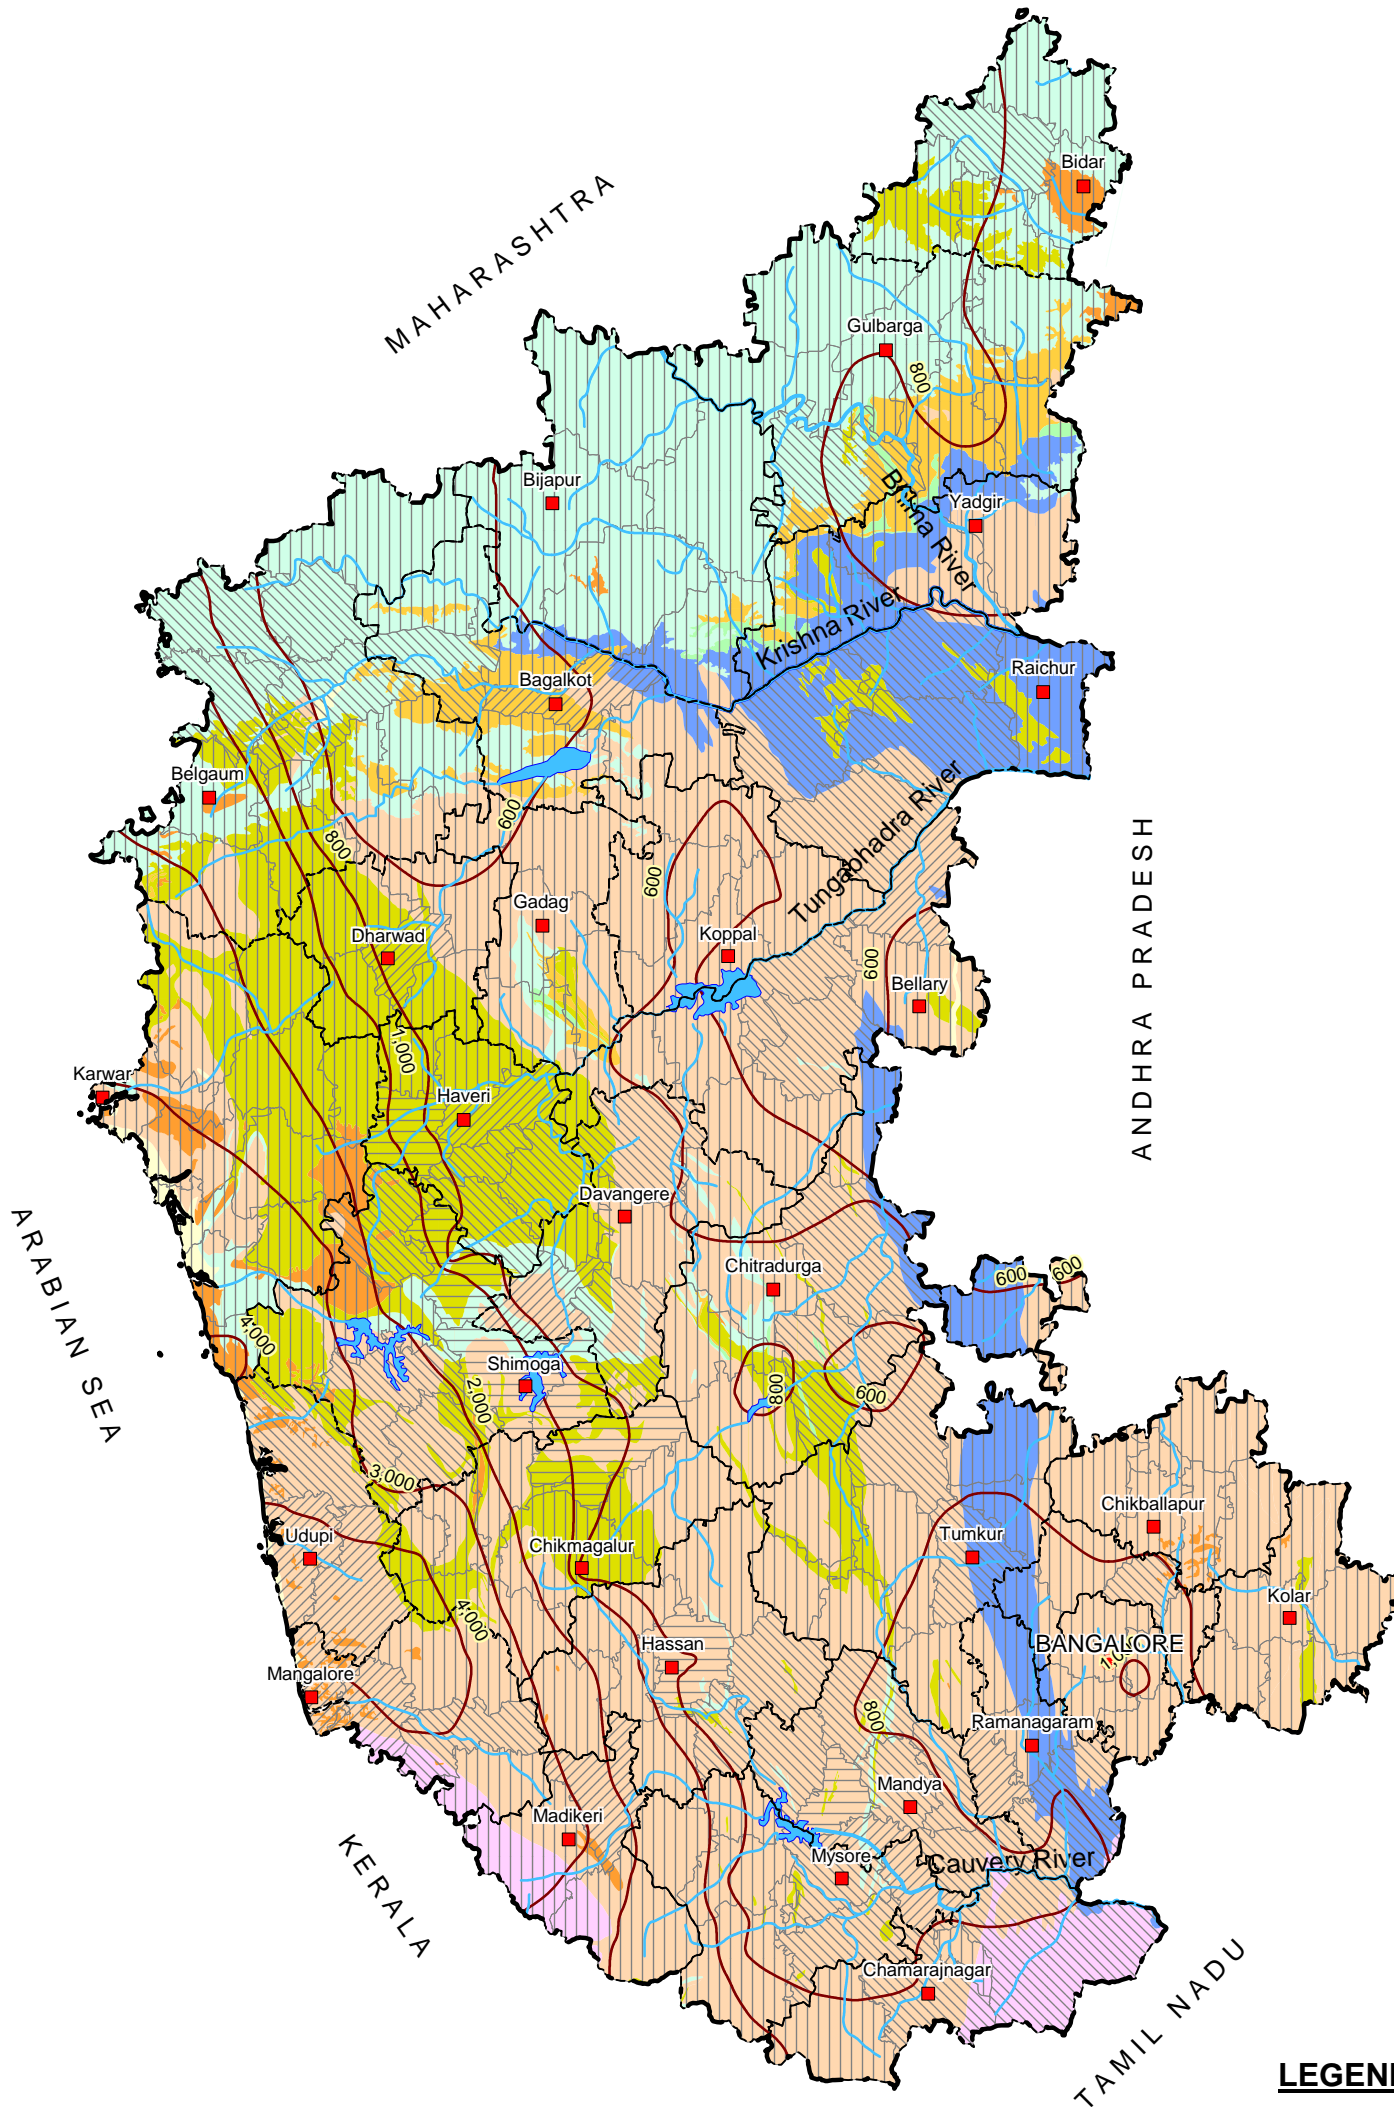 Bidar
MAHARASHTRA
Gulbarga
800
Bijapur
Bhima River
Yadgir
Krishna River
Raichur
Bagalkot
Belgaum
600
800
Tungabhadra River
ANDHRA PRADESH
600
Gadag
Dharwad
Koppal
600
Bellary
1,000
Karwar
Haveri
Davangere
ARABIAN SEA
Chitradurga
600
600
4,000
Shimoga
2,000
800
600
3,000
Chikballapur
Udupi
Chikmagalur
Tumkur
Kolar
4,000
Hassan
BANGALORE
1,000
Mangalore
800
Ramanagaram
Mandya
Madikeri
KERALA
Mysore
Cauvery River
Chamarajnagar
TAMIL NADU